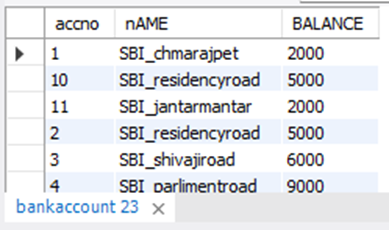 accno nAME BALANCE
1 SBI_chmarajpet 2000
10 SBI_residencyroad 5000
11 SBI_jantarmantar 2000
2 SBI_residencyroad 5000
3 SBI_shivajiroad 6000
4 SBI_parlimentroad 9000
bankaccount 23